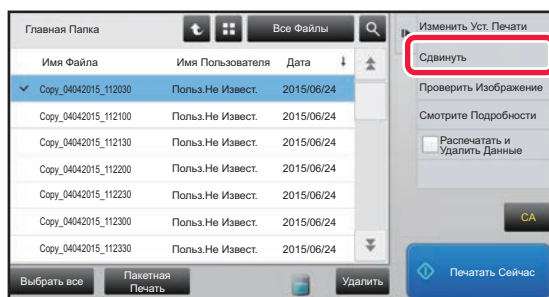 Главная Папка
Все Файлы
Имя Файла Имя Пользователя Дата
Copy_04042015_112030 Польз.Не Извест. 2015/06/24
Copy_04042015_112100 Польз.Не Извест. 2015/06/24
Copy_04042015_112130 Польз.Не Извест. 2015/06/24
Copy_04042015_112200 Польз.Не Извест. 2015/06/24
Copy_04042015_112230 Польз.Не Извест. 2015/06/24
Copy_04042015_112300 Польз.Не Извест. 2015/06/24
Copy_04042015_112330 Польз.Не Извест. 2015/06/24
Выбрать все
Пакетная
Печать
Удалить
Изменить Уст. Печати
Сдвинуть
Проверить Изображение
Смотрите Подробности
Распечатать и
Удалить Данные
CA
Печатать Сейчас